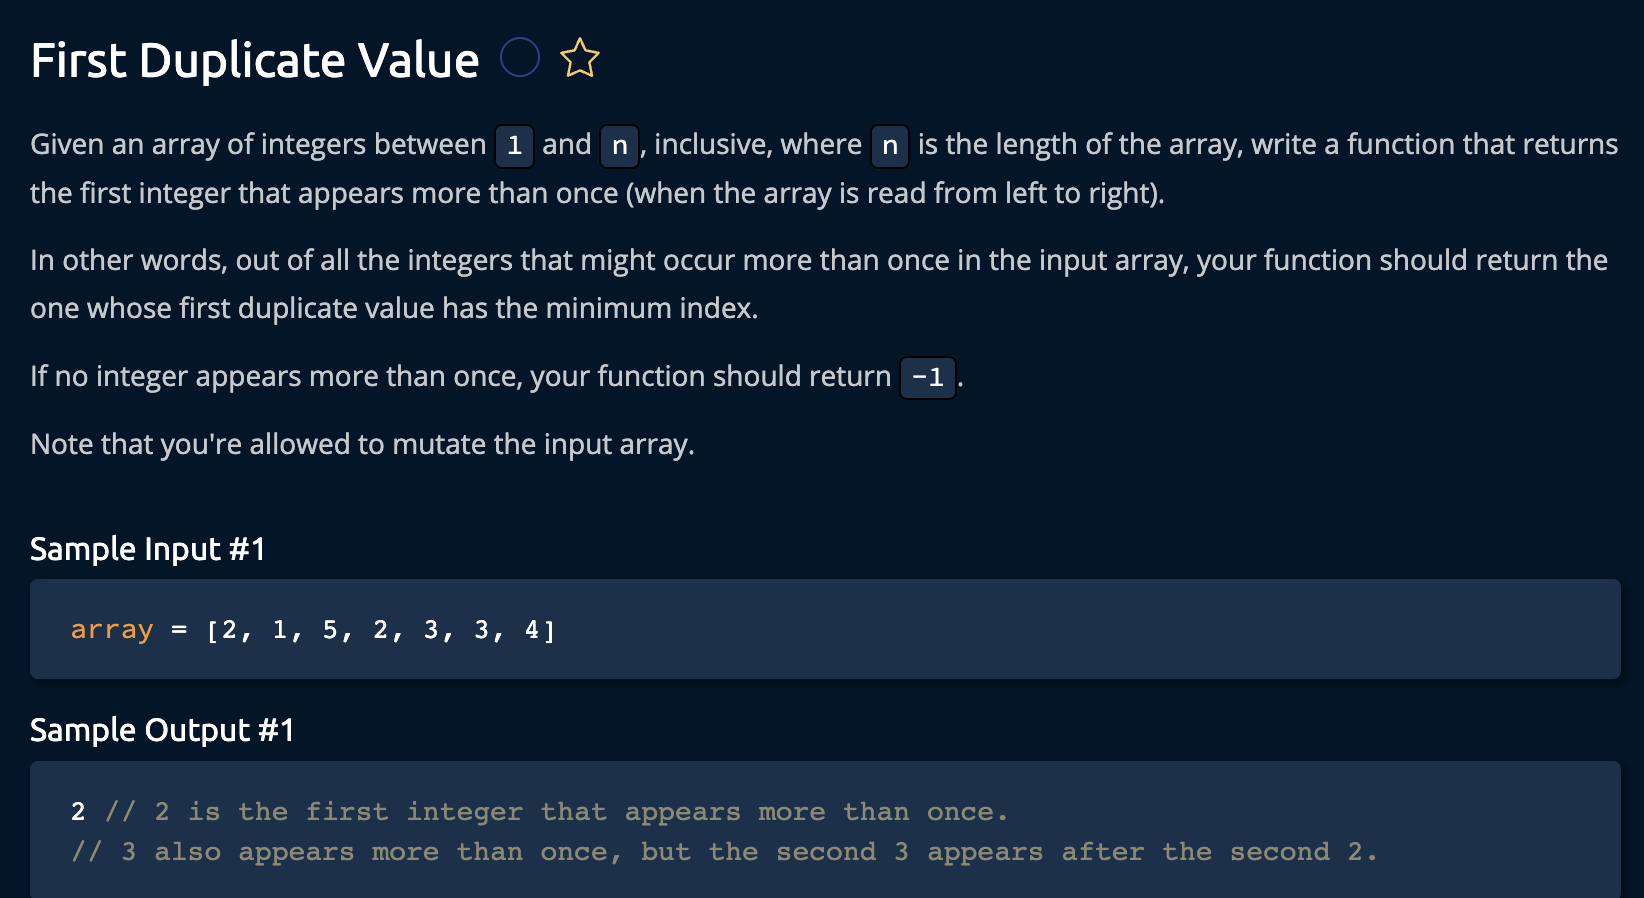 First Duplicate Value
Given an array of integers between 1 and n, inclusive, where n is the length of the array, write a function that returns
the first integer that appears more than once (when the array is read from left to right).
In other words, out of all the integers that might occur more than once in the input array, your function should return the
one whose first duplicate value has the minimum index.
If no integer appears more than once, your function should return -1.
Note that you're allowed to mutate the input array.
Sample Input #1
array = [2, 1, 5, 2, 3, 3, 4]
Sample Output #1
2 // 2 is the first integer that appears more than once.
// 3 also appears more than once, but the second 3 appears after the second 2.